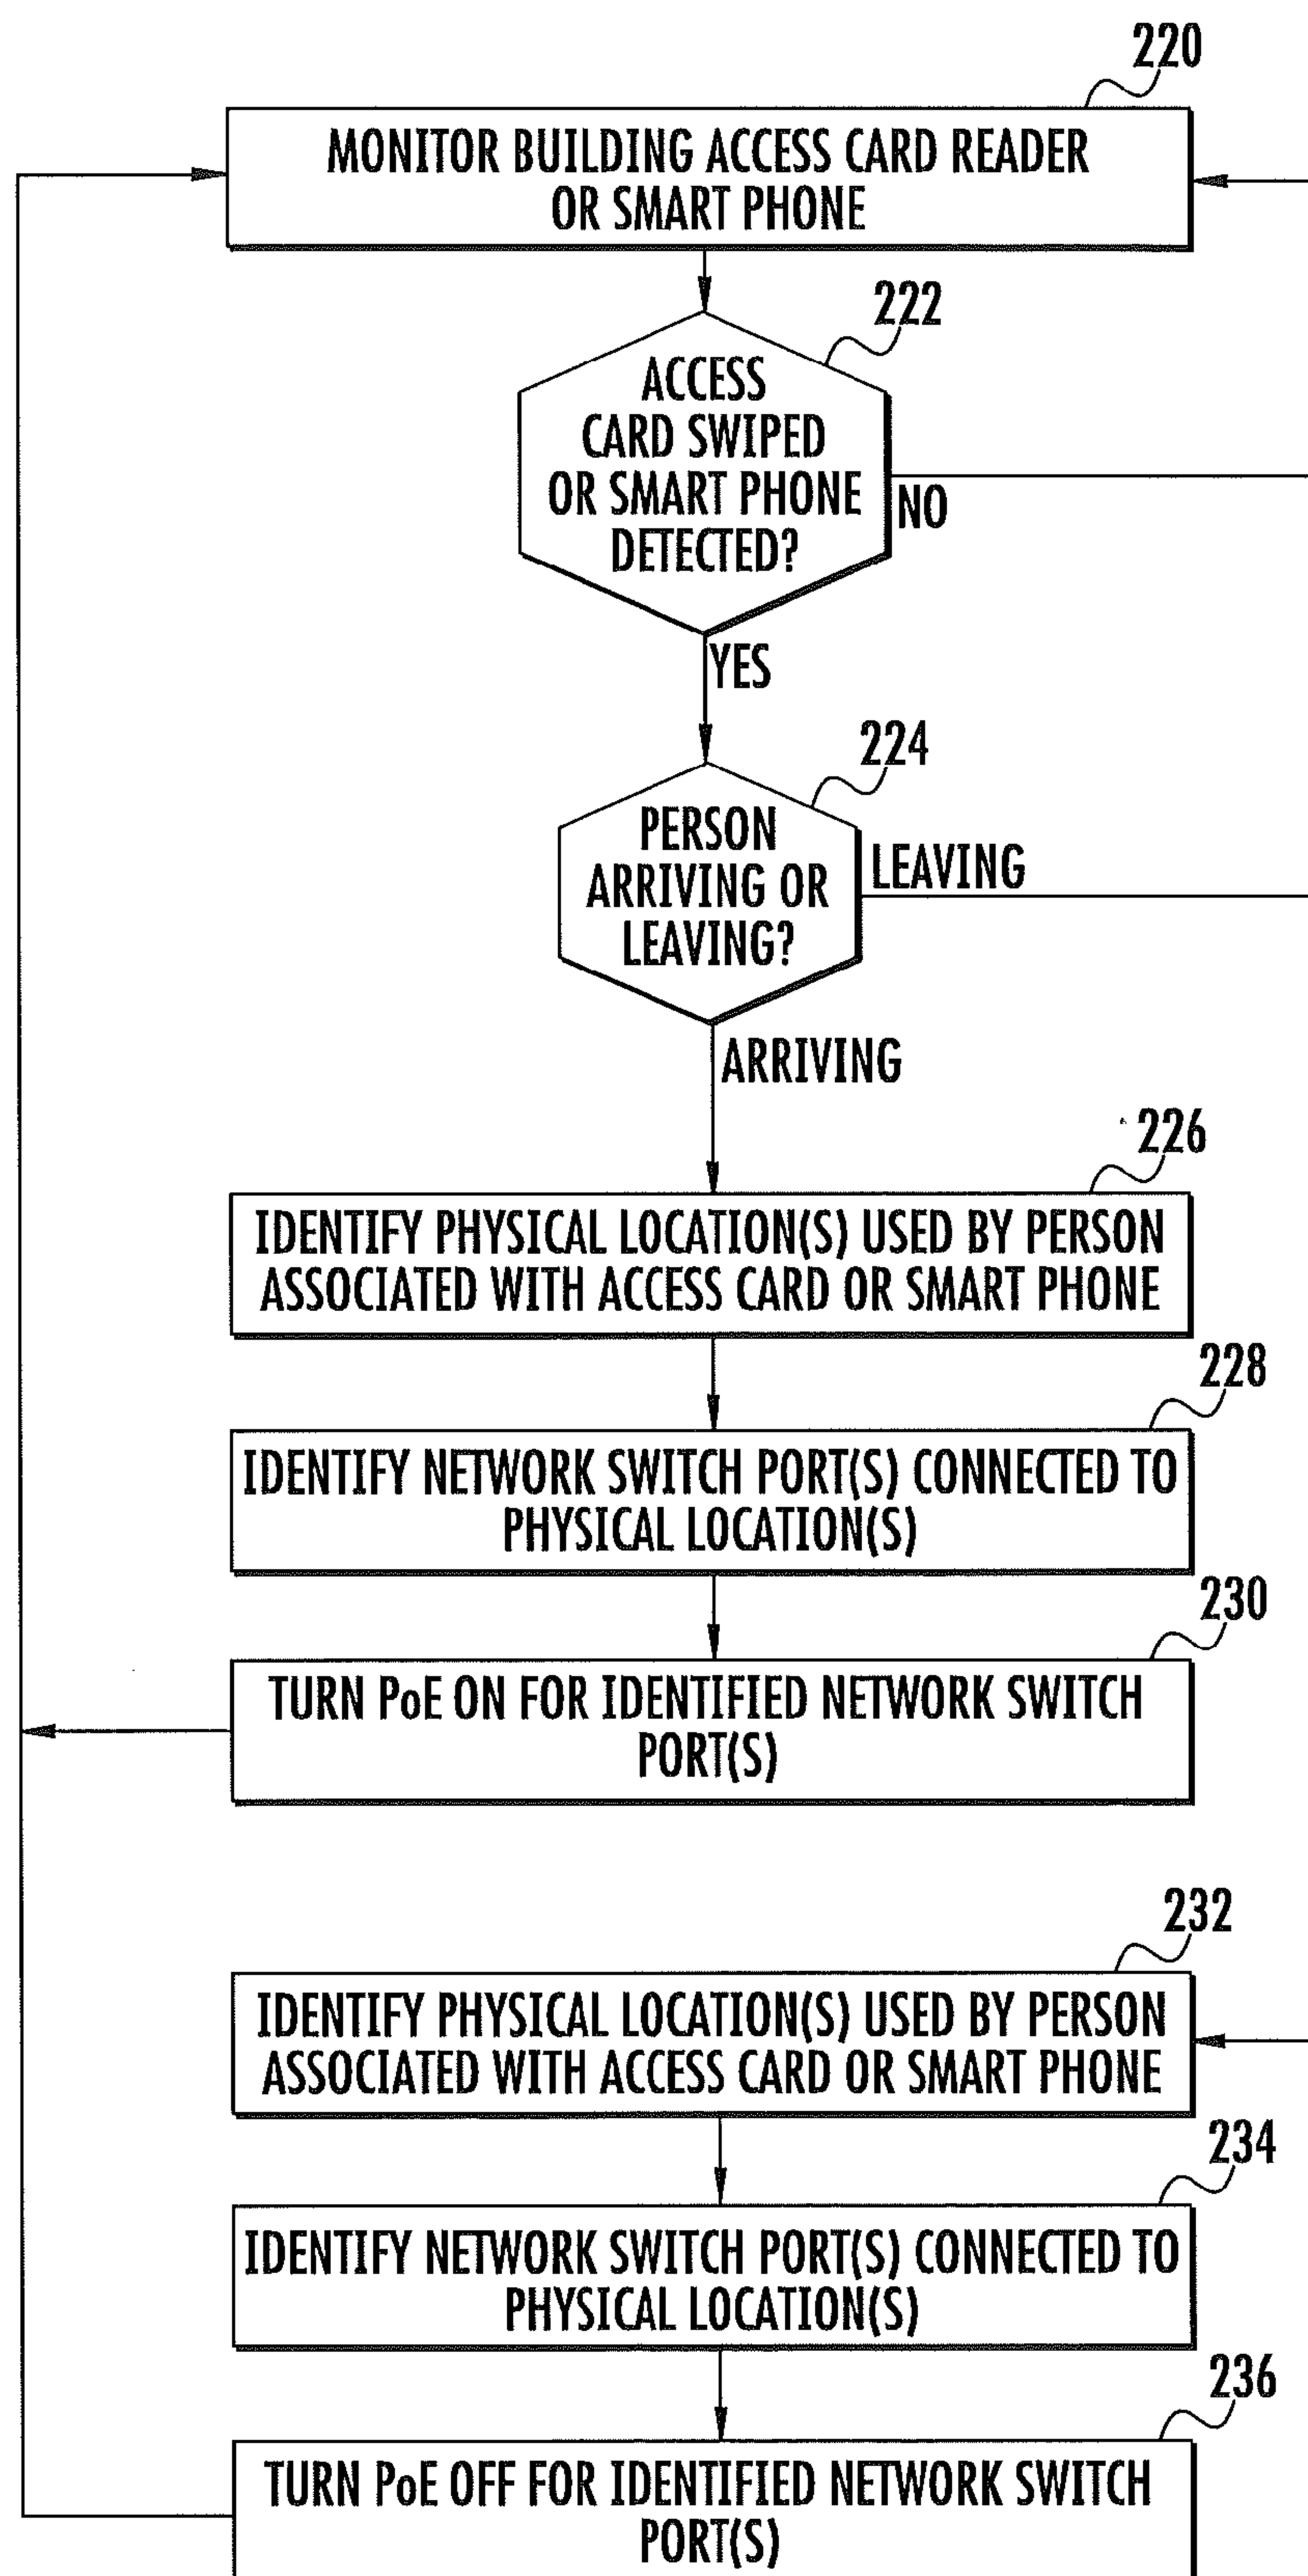 220
MONITOR BUILDING ACCESS CARD READER
OR SMART PHONE
222
ACCESS
CARD SWIPED
OR SMART PHONE
DETECTED?
NO
YES
224
PERSON
ARRIVING OR
LEAVING?
LEAVING
ARRIVING
226
IDENTIFY PHYSICAL LOCATION(S) USED BY PERSON
ASSOCIATED WITH ACCESS CARD OR SMART PHONE
228
IDENTIFY NETWORK SWITCH PORT(S) CONNECTED TO
PHYSICAL LOCATION(S)
230
TURN PoE ON FOR IDENTIFIED NETWORK SWITCH
PORT(S)
232
IDENTIFY PHYSICAL LOCATION(S) USED BY PERSON
ASSOCIATED WITH ACCESS CARD OR SMART PHONE
234
IDENTIFY NETWORK SWITCH PORT(S) CONNECTED TO
PHYSICAL LOCATION(S)
236
TURN PoE OFF FOR IDENTIFIED NETWORK SWITCH
PORT(S)